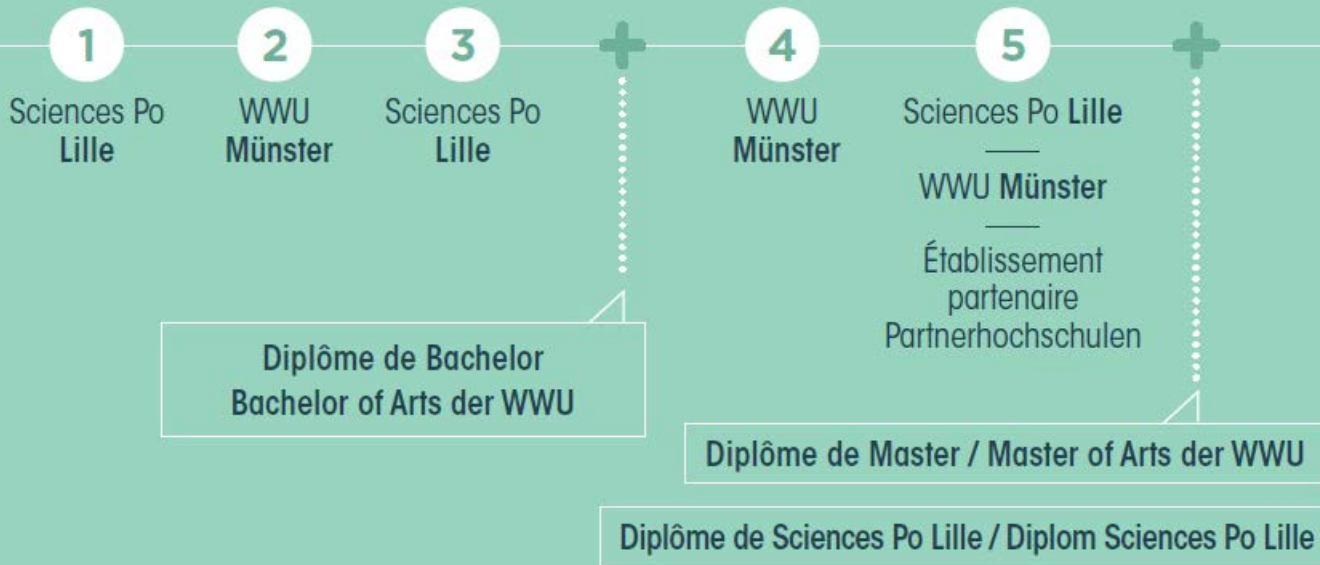 1
Sciences Po
Lille
2
WWU
Münster
3
Sciences Po
Lille
Diplôme de Bachelor
Bachelor of Arts der WWU
4
WWU
Münster
5
Sciences Po Lille
WWU Münster
Établissement
partenaire
Partnerhochschulen
Diplôme de Master / Master of Arts der WWU
Diplôme de Sciences Po Lille / Diplom Sciences Po Lille